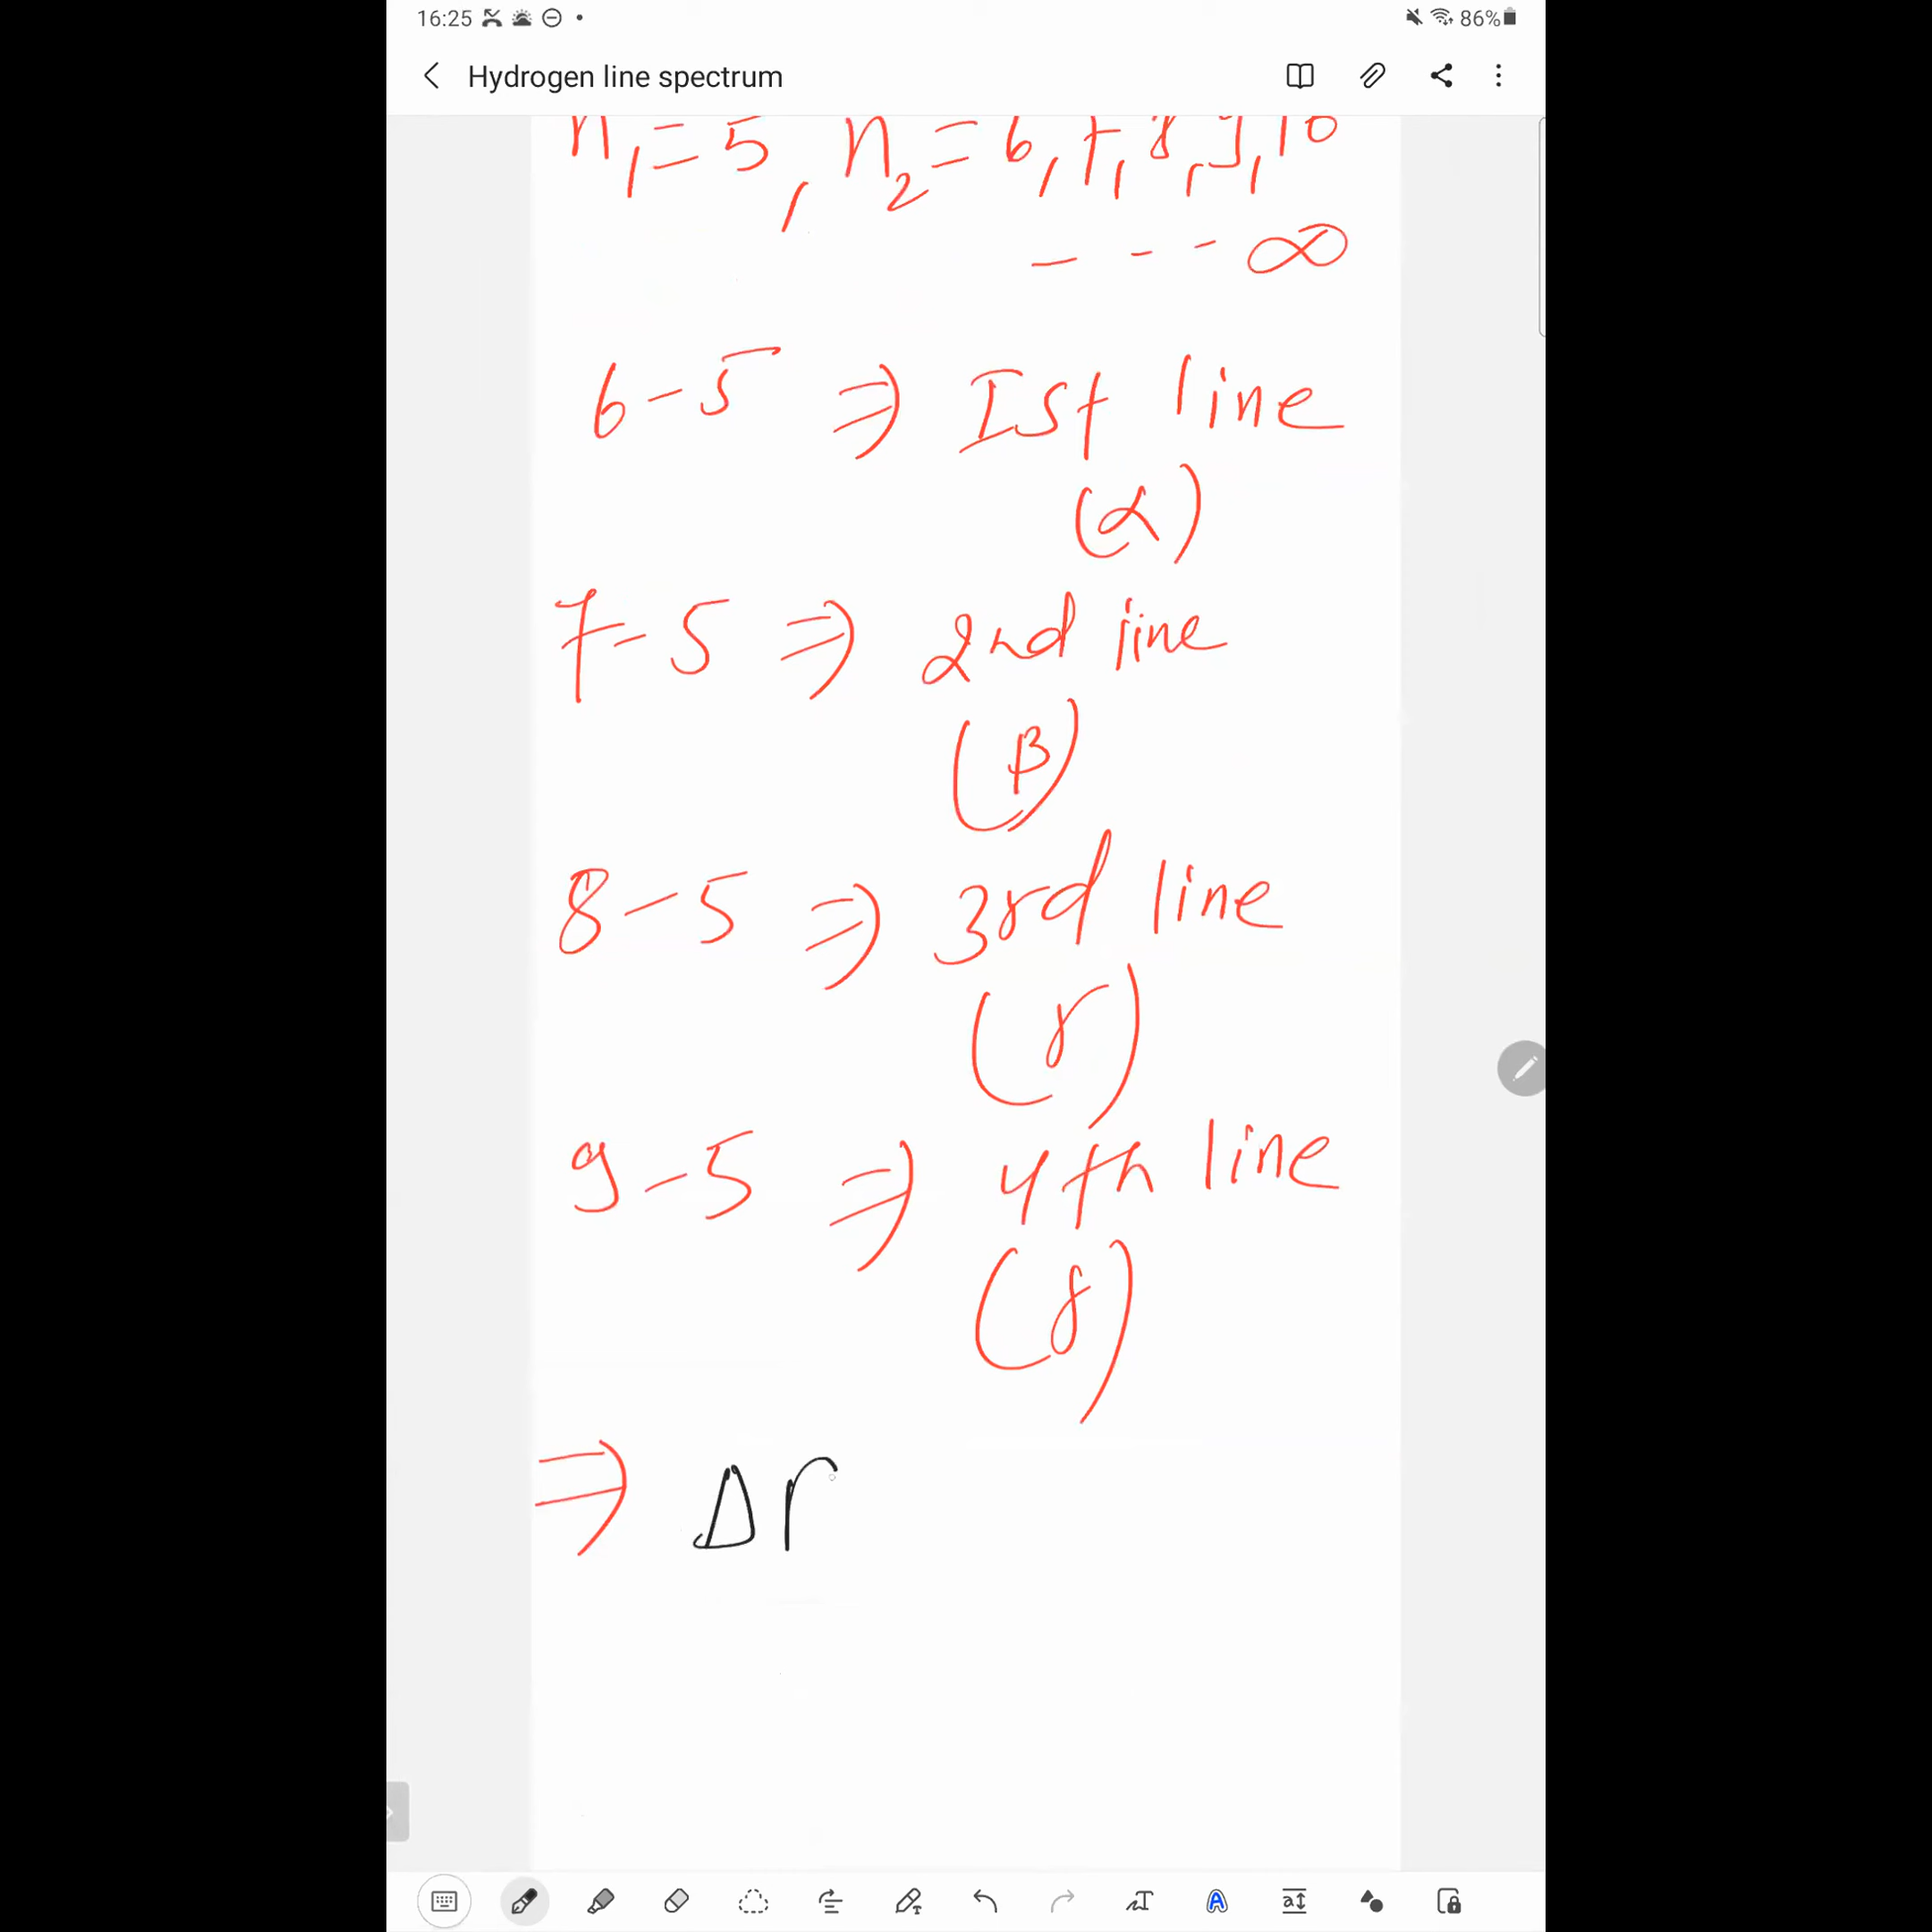 16:25 86%
Hydrogen line spectrum
n₁ = 5, n₂ = 6, 7, 8, 9, 10
- - - ∞
6 - 5 ⇒ Ist line
(α)
7 - 5 ⇒ 2nd line
(β)
8 - 5 ⇒ 3rd line
(γ)
9 - 5 ⇒ 4th line
(δ)
⇒ Δ